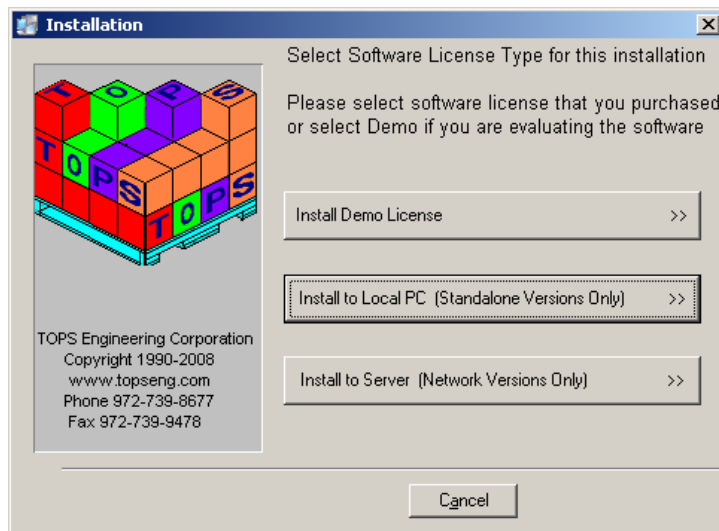 Installation
Select Software License Type for this installation
Please select software license that you purchased
or select Demo if you are evaluating the software
T O P S
T O P S
T O P S
Install Demo License >>
Install to Local PC (Standalone Versions Only) >>
Install to Server (Network Versions Only) >>
TOPS Engineering Corporation
Copyright 1990-2008
www.topseng.com
Phone 972-739-8677
Fax 972-739-9478
Cancel